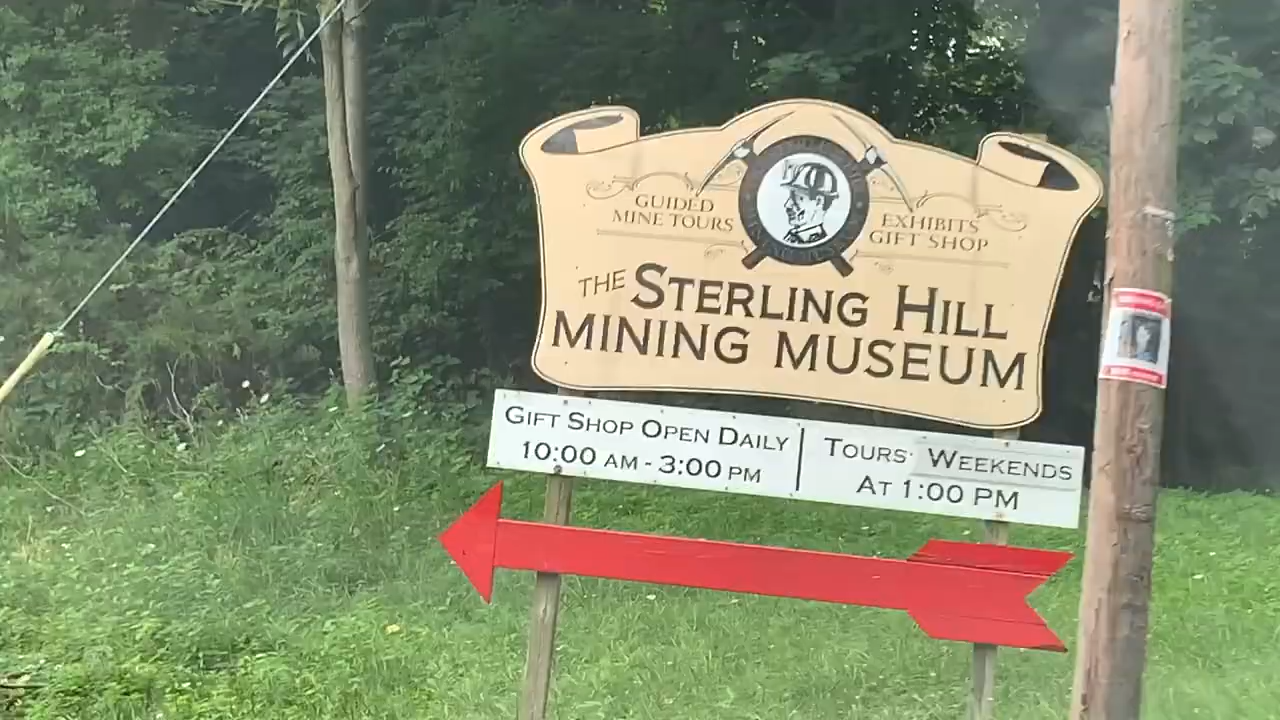 GUIDED
MINE TOURS
EXHIBITS
GIFT SHOP
THE STERLING HILL
MINING MUSEUM
GIFT SHOP OPEN DAILY
10:00 AM - 3:00 PM
TOURS WEEKENDS
AT 1:00 PM